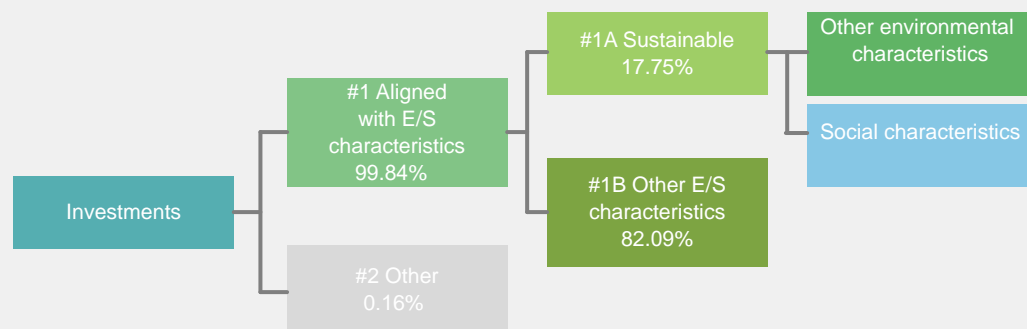 Investments
#1 Aligned
with E/S
characteristics
99.84%
#2 Other
0.16%
#1A Sustainable
17.75%
#1B Other E/S
characteristics
82.09%
Other environmental
characteristics
Social characteristics